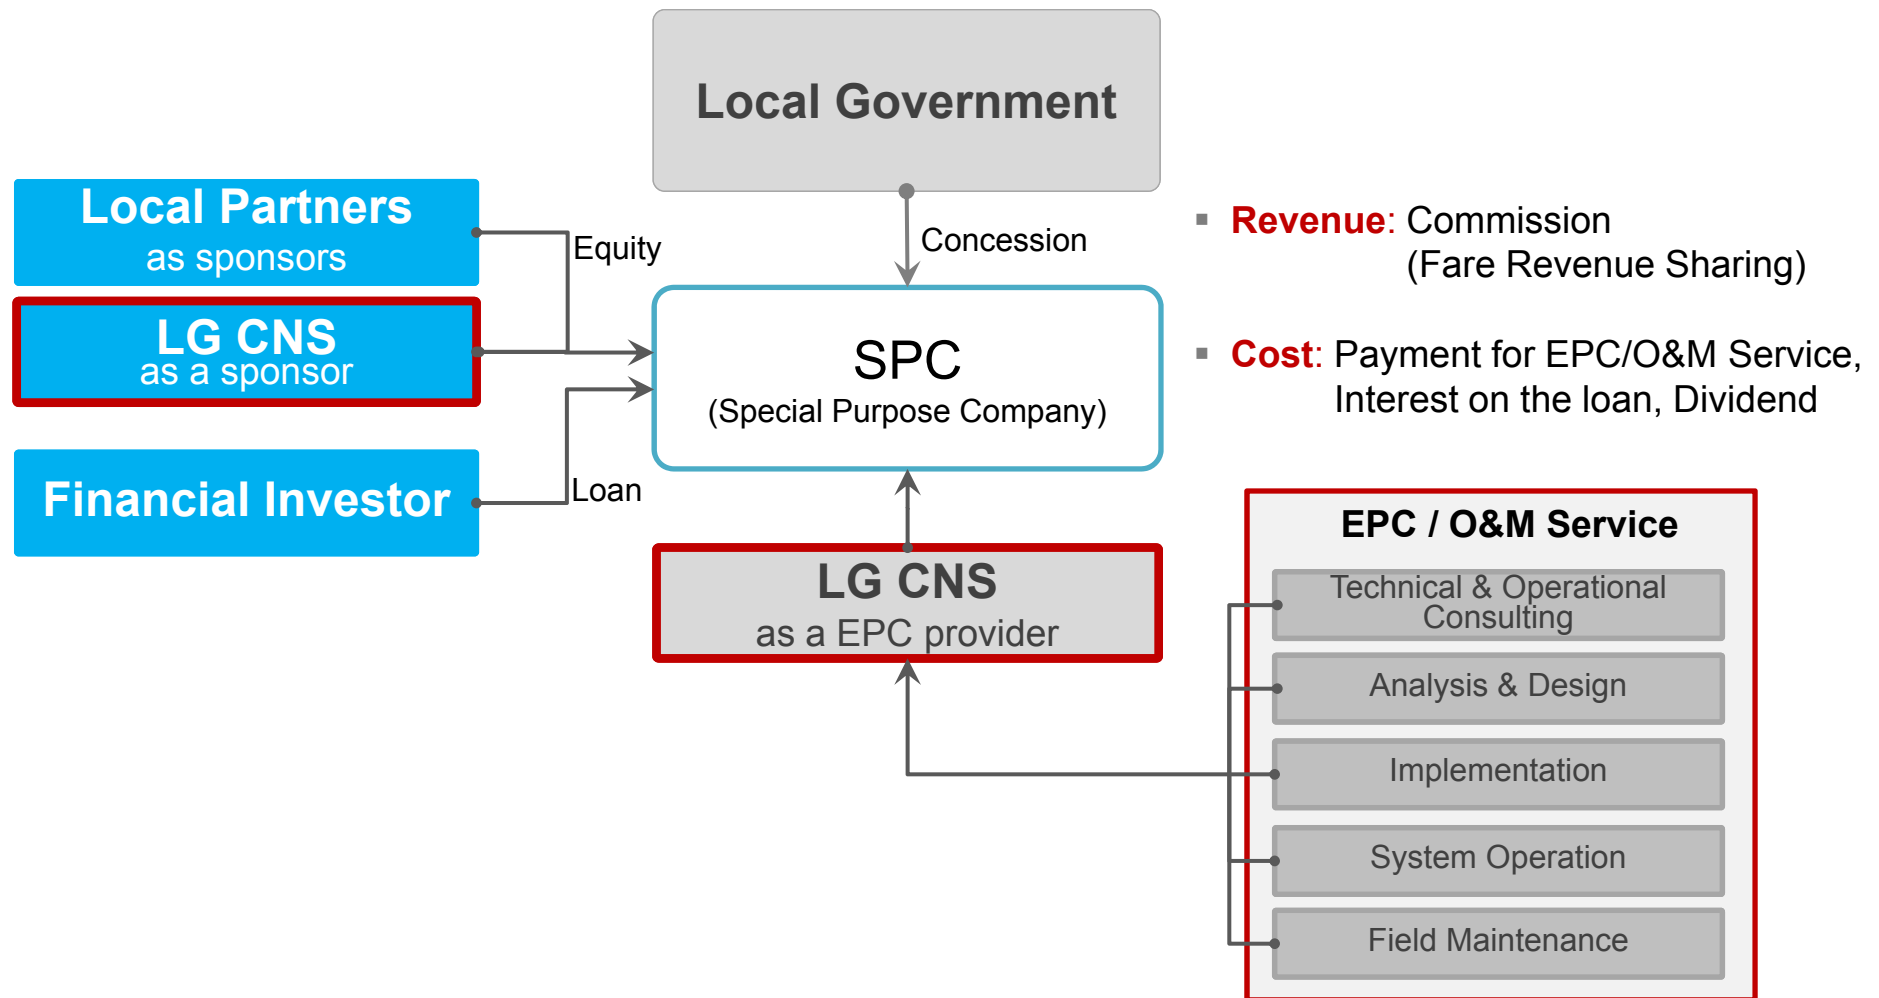 Local Government
Local Partners
as sponsors
Equity
Concession
LG CNS
as a sponsor
SPC
(Special Purpose Company)
Financial Investor
Loan
LG CNS
as a EPC provider
▪ Revenue: Commission
(Fare Revenue Sharing)
▪ Cost: Payment for EPC/O&M Service,
Interest on the loan, Dividend
EPC / O&M Service
Technical & Operational
Consulting
Analysis & Design
Implementation
System Operation
Field Maintenance